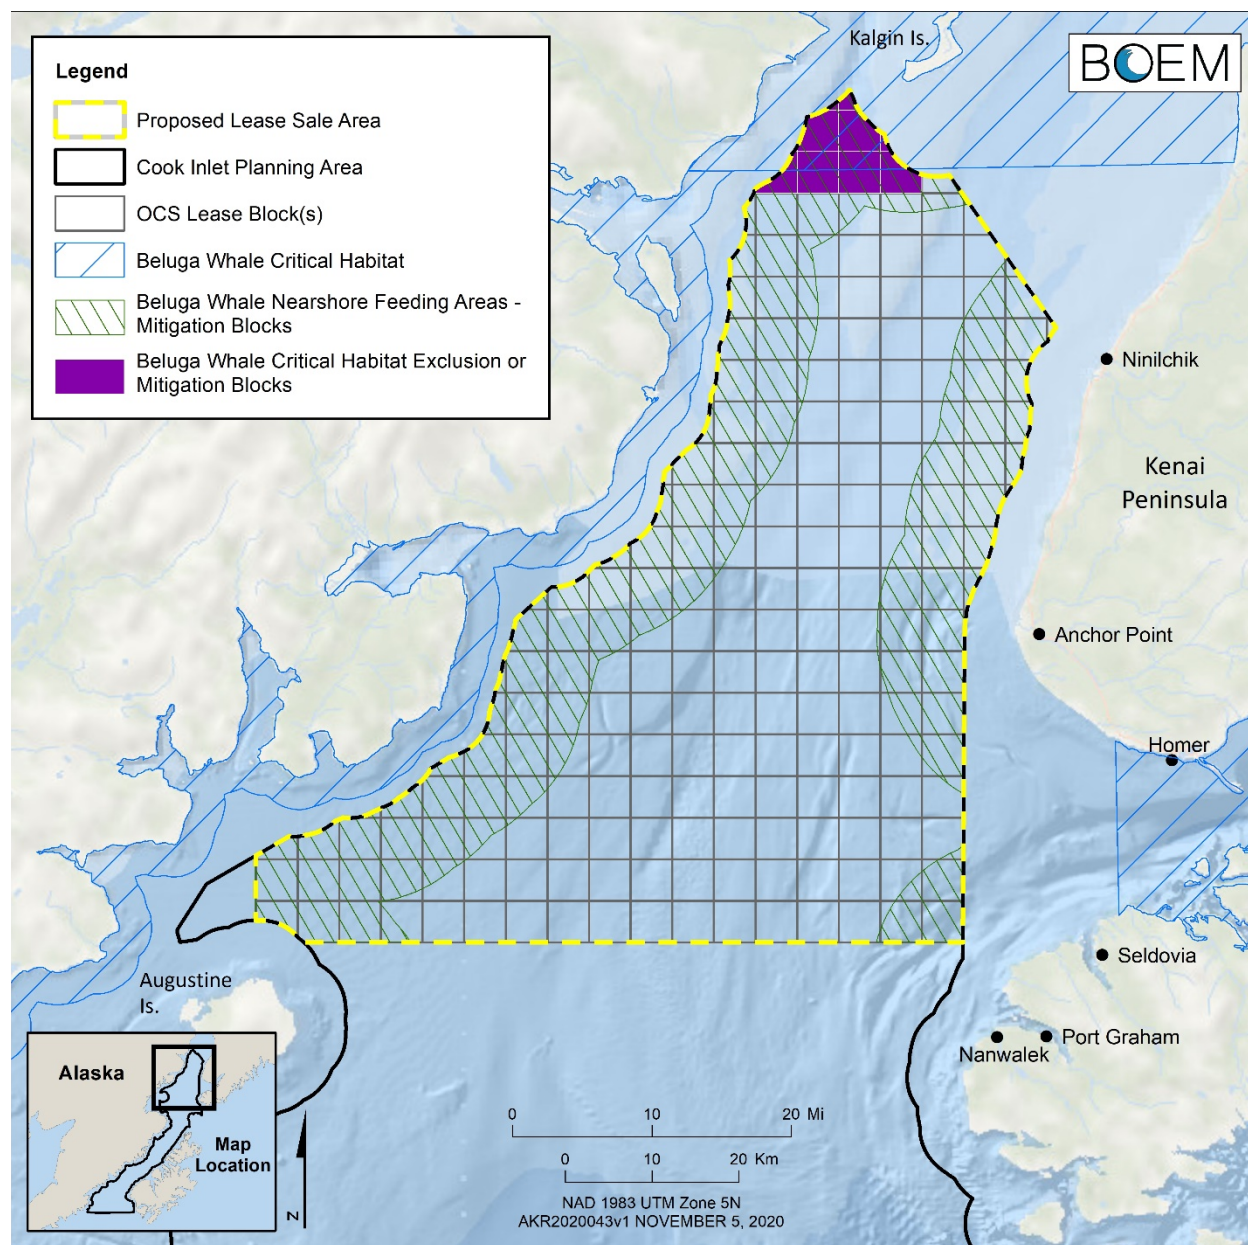 Kalgin Is.
BOEM
Legend
Proposed Lease Sale Area
Cook Inlet Planning Area
OCS Lease Block(s)
Beluga Whale Critical Habitat
Beluga Whale Nearshore Feeding Areas -
Mitigation Blocks
Beluga Whale Critical Habitat Exclusion or
Mitigation Blocks
Ninilchik
Kenai
Peninsula
Anchor Point
Homer
Seldovia
Port Graham
Nanwalek
Augustine
Is.
Alaska
Map
Location
N
0 10 20 Mi
0 10 20 Km
NAD 1983 UTM Zone 5N
AKR2020043v1 NOVEMBER 5, 2020